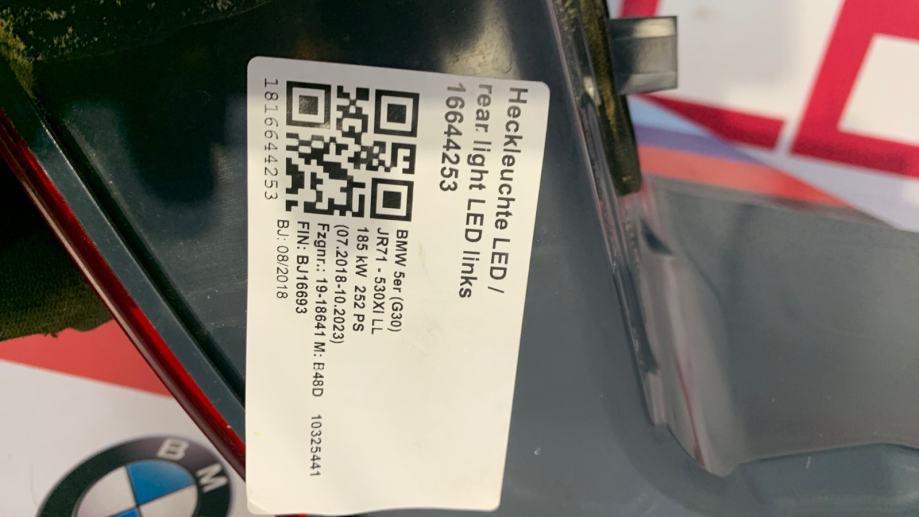 Heckleuchte LED /
rear. light LED links
16644253
BMW 5er (G30)
JR71 - 530XI LL
185 kW 252 PS
(07.2018-10.2023)
Fzgnr.: 19-18641 M: B48D 10325441
FIN: BJ16693
BJ: 08/2018
1816644253
BM